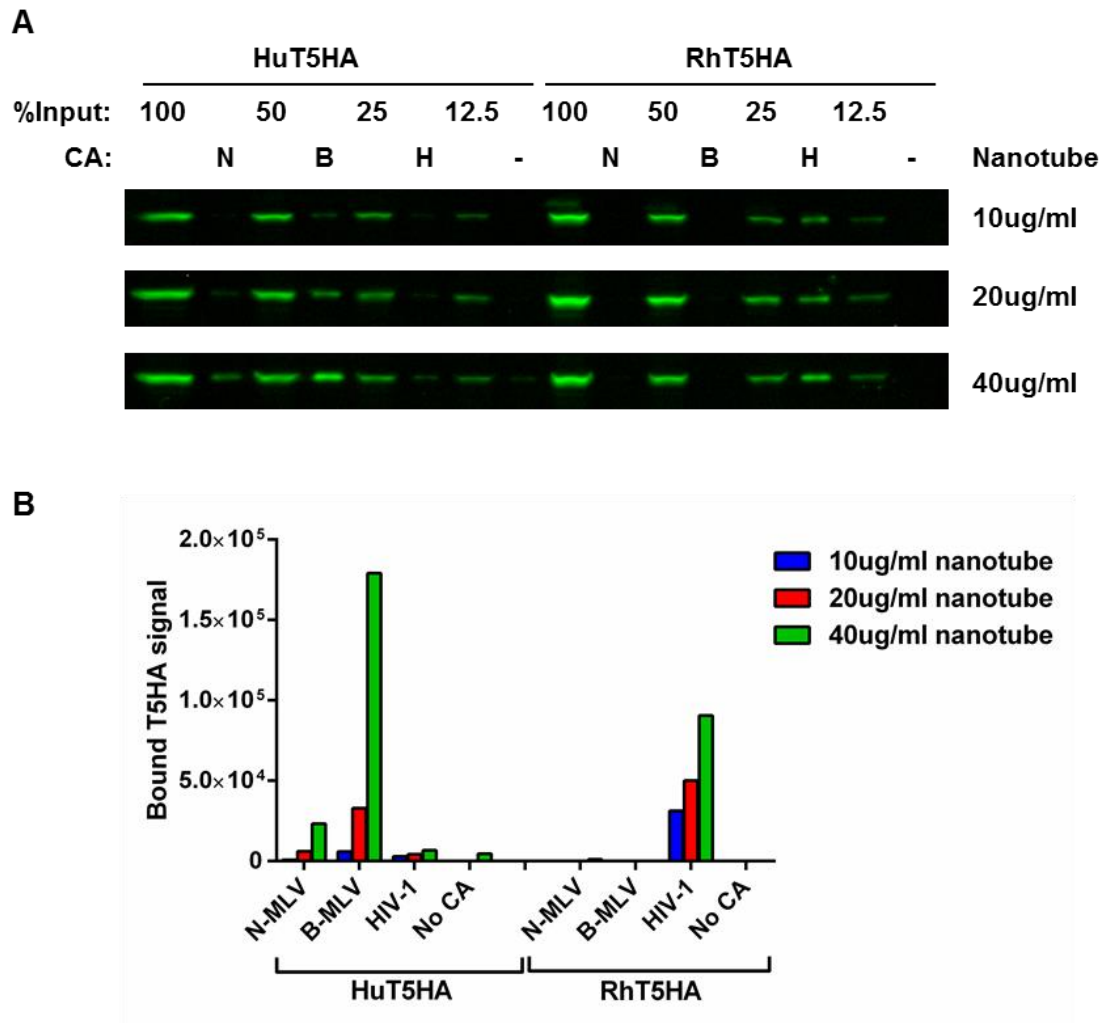 A
HuT5HA RhT5HA
%Input: 100 50 25 12.5 100 50 25 12.5
CA: N B H - N B H - Nanotube
10ug/ml
20ug/ml
40ug/ml
B
2.0×10⁵
1.5×10⁵
1.0×10⁵
5.0×10⁴
0
Bound T5HA signal
10ug/ml nanotube
20ug/ml nanotube
40ug/ml nanotube
N-MLV B-MLV HIV-1 No CA N-MLV B-MLV HIV-1 No CA
HuT5HA RhT5HA